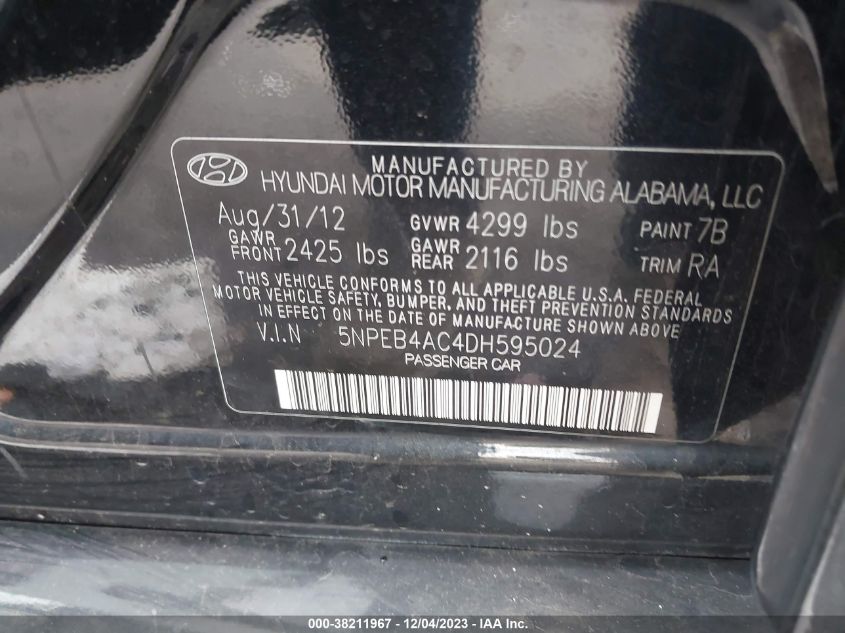 MANUFACTURED BY
HYUNDAI MOTOR MANUFACTURING ALABAMA, LLC
Aug/31/12 GVWR 4299 lbs PAINT 7B
GAWR FRONT 2425 lbs GAWR REAR 2116 lbs TRIM RA
THIS VEHICLE CONFORMS TO ALL APPLICABLE U.S.A. FEDERAL
MOTOR VEHICLE SAFETY, BUMPER, AND THEFT PREVENTION STANDARDS
IN EFFECT ON THE DATE OF MANUFACTURE SHOWN ABOVE
V.I.N 5NPEB4AC4DH595024
PASSENGER CAR
000-38211967 - 12/04/2023 - © IAA Inc.